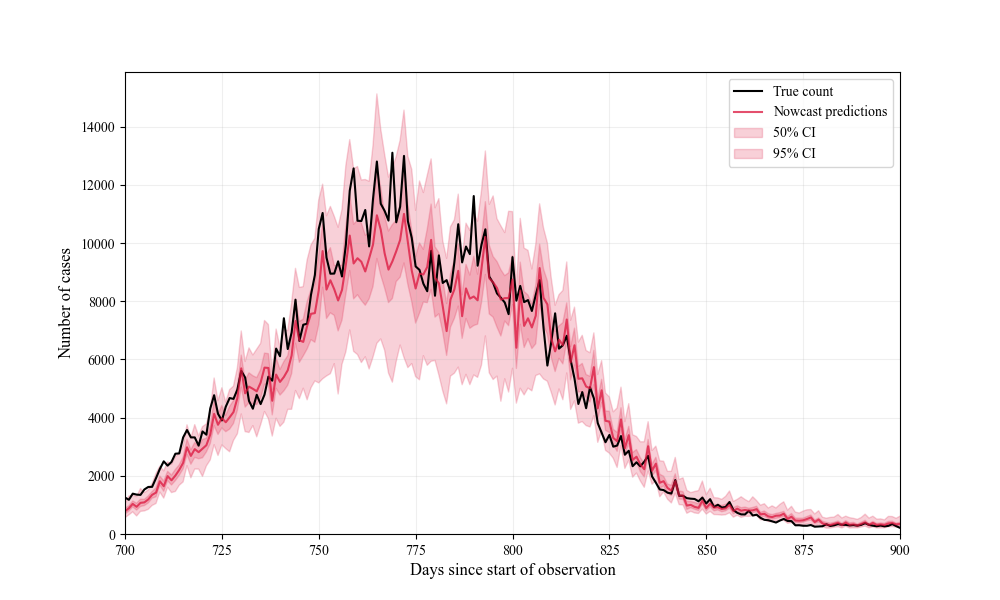 True count
Nowcast predictions
50% CI
95% CI
Number of cases
14000
12000
10000
8000
6000
4000
2000
0
700 725 750 775 800 825 850 875 900
Days since start of observation